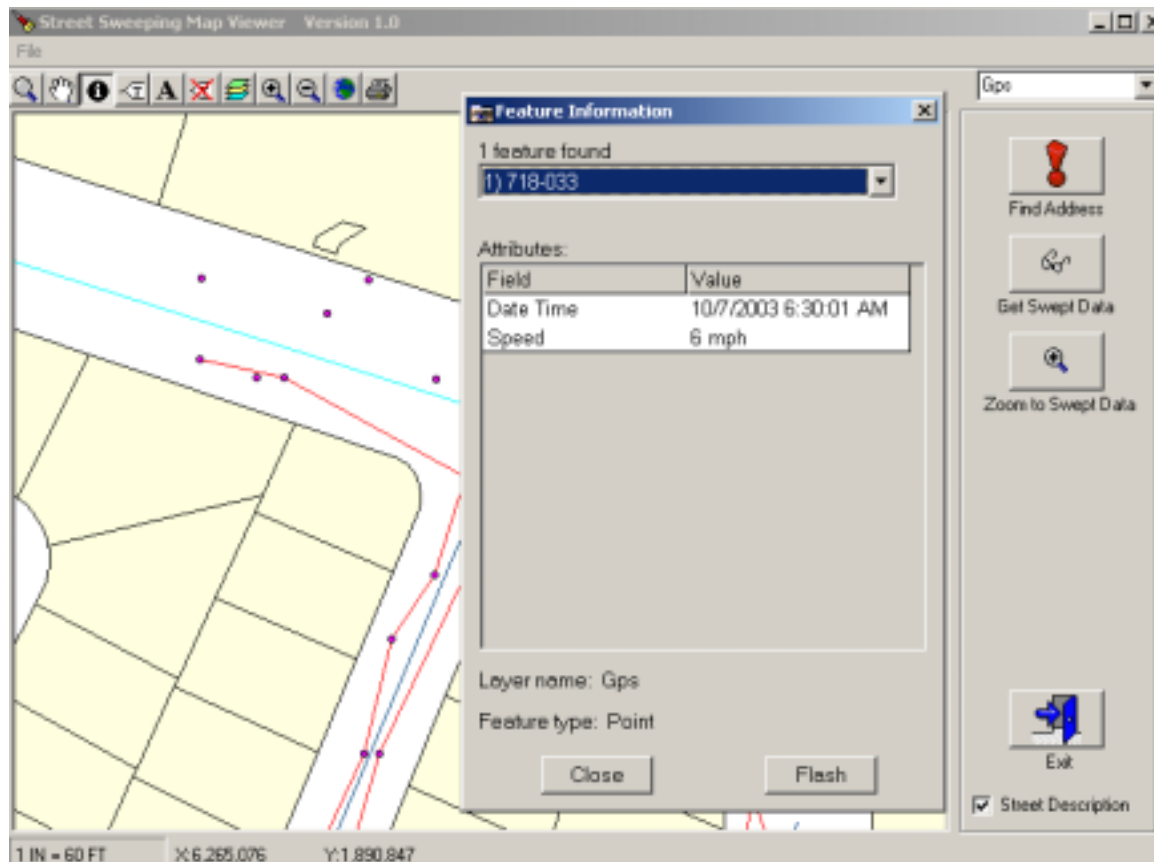 Street Sweeping Map Viewer Version 1.0
File
Gps
Feature Information
1 feature found
1) 718-033
Attributes:
Field Value
Date Time 10/7/2003 6:30:01 AM
Speed 6 mph
Layer name: Gps
Feature type: Point
Close Flash
Find Address
Get Swept Data
Zoom to Swept Data
Exit
Street Description
1 IN = 60 FT X:6,265,076 Y:1,890,847